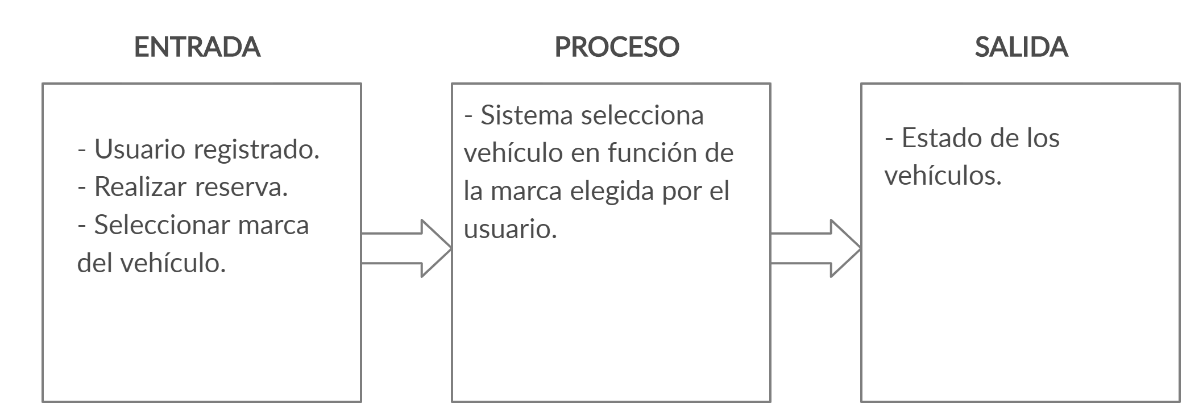 ENTRADA
- Usuario registrado.
- Realizar reserva.
- Seleccionar marca
del vehículo.
PROCESO
- Sistema selecciona
vehículo en función de
la marca elegida por el
usuario.
SALIDA
- Estado de los
vehículos.